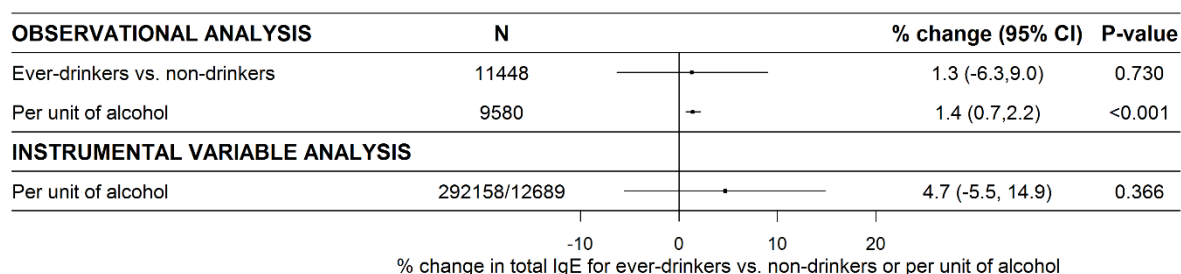 OBSERVATIONAL ANALYSIS N % change (95% CI) P-value
Ever-drinkers vs. non-drinkers 11448 1.3 (-6.3,9.0) 0.730
Per unit of alcohol 9580 1.4 (0.7,2.2) <0.001
INSTRUMENTAL VARIABLE ANALYSIS
Per unit of alcohol 292158/12689 4.7 (-5.5, 14.9) 0.366
-10 0 10 20
% change in total IgE for ever-drinkers vs. non-drinkers or per unit of alcohol